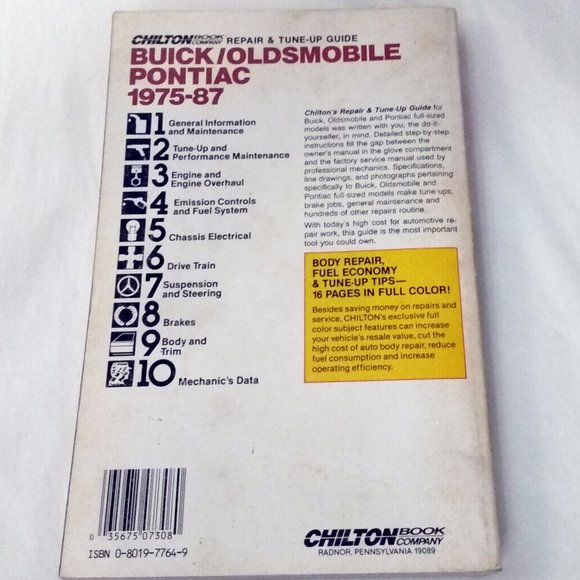 CHILTON BOOK COMPANY REPAIR & TUNE-UP GUIDE
BUICK/OLDSMOBILE
PONTIAC
1975-87
1 General Information
and Maintenance
2 Tune-Up and
Performance Maintenance
3 Engine and
Engine Overhaul
4 Emission Controls
and Fuel System
5 Chassis Electrical
6 Drive Train
7 Suspension
and Steering
8 Brakes
9 Body and
Trim
10 Mechanic's Data
Chilton's Repair & Tune-Up Guide for
Buick, Oldsmobile and Pontiac full-sized
models was written with you, the do-it-
yourselfer, in mind. Detailed step-by-step
instructions fill the gap between the
owner's manual in the glove compartment
and the factory service manual used by
professional mechanics. Specifications,
line drawings, and photographs pertaining
specifically to Buick, Oldsmobile and
Pontiac full-sized models make tune-ups,
brake jobs, general maintenance and
hundreds of other repairs routine.
With today's high cost for automotive re-
pair work, this guide is the most important
tool you could own.
BODY REPAIR,
FUEL ECONOMY
& TUNE-UP TIPS—
16 PAGES IN FULL COLOR!
Besides saving money on repairs and
service, CHILTON's exclusive full
color subject features can increase
your vehicle's resale value, cut the
high cost of auto body repair, reduce
fuel consumption and increase
operating efficiency.
0 35675 07308
ISBN 0-8019-7764-9
CHILTON BOOK COMPANY
RADNOR, PENNSYLVANIA 19089